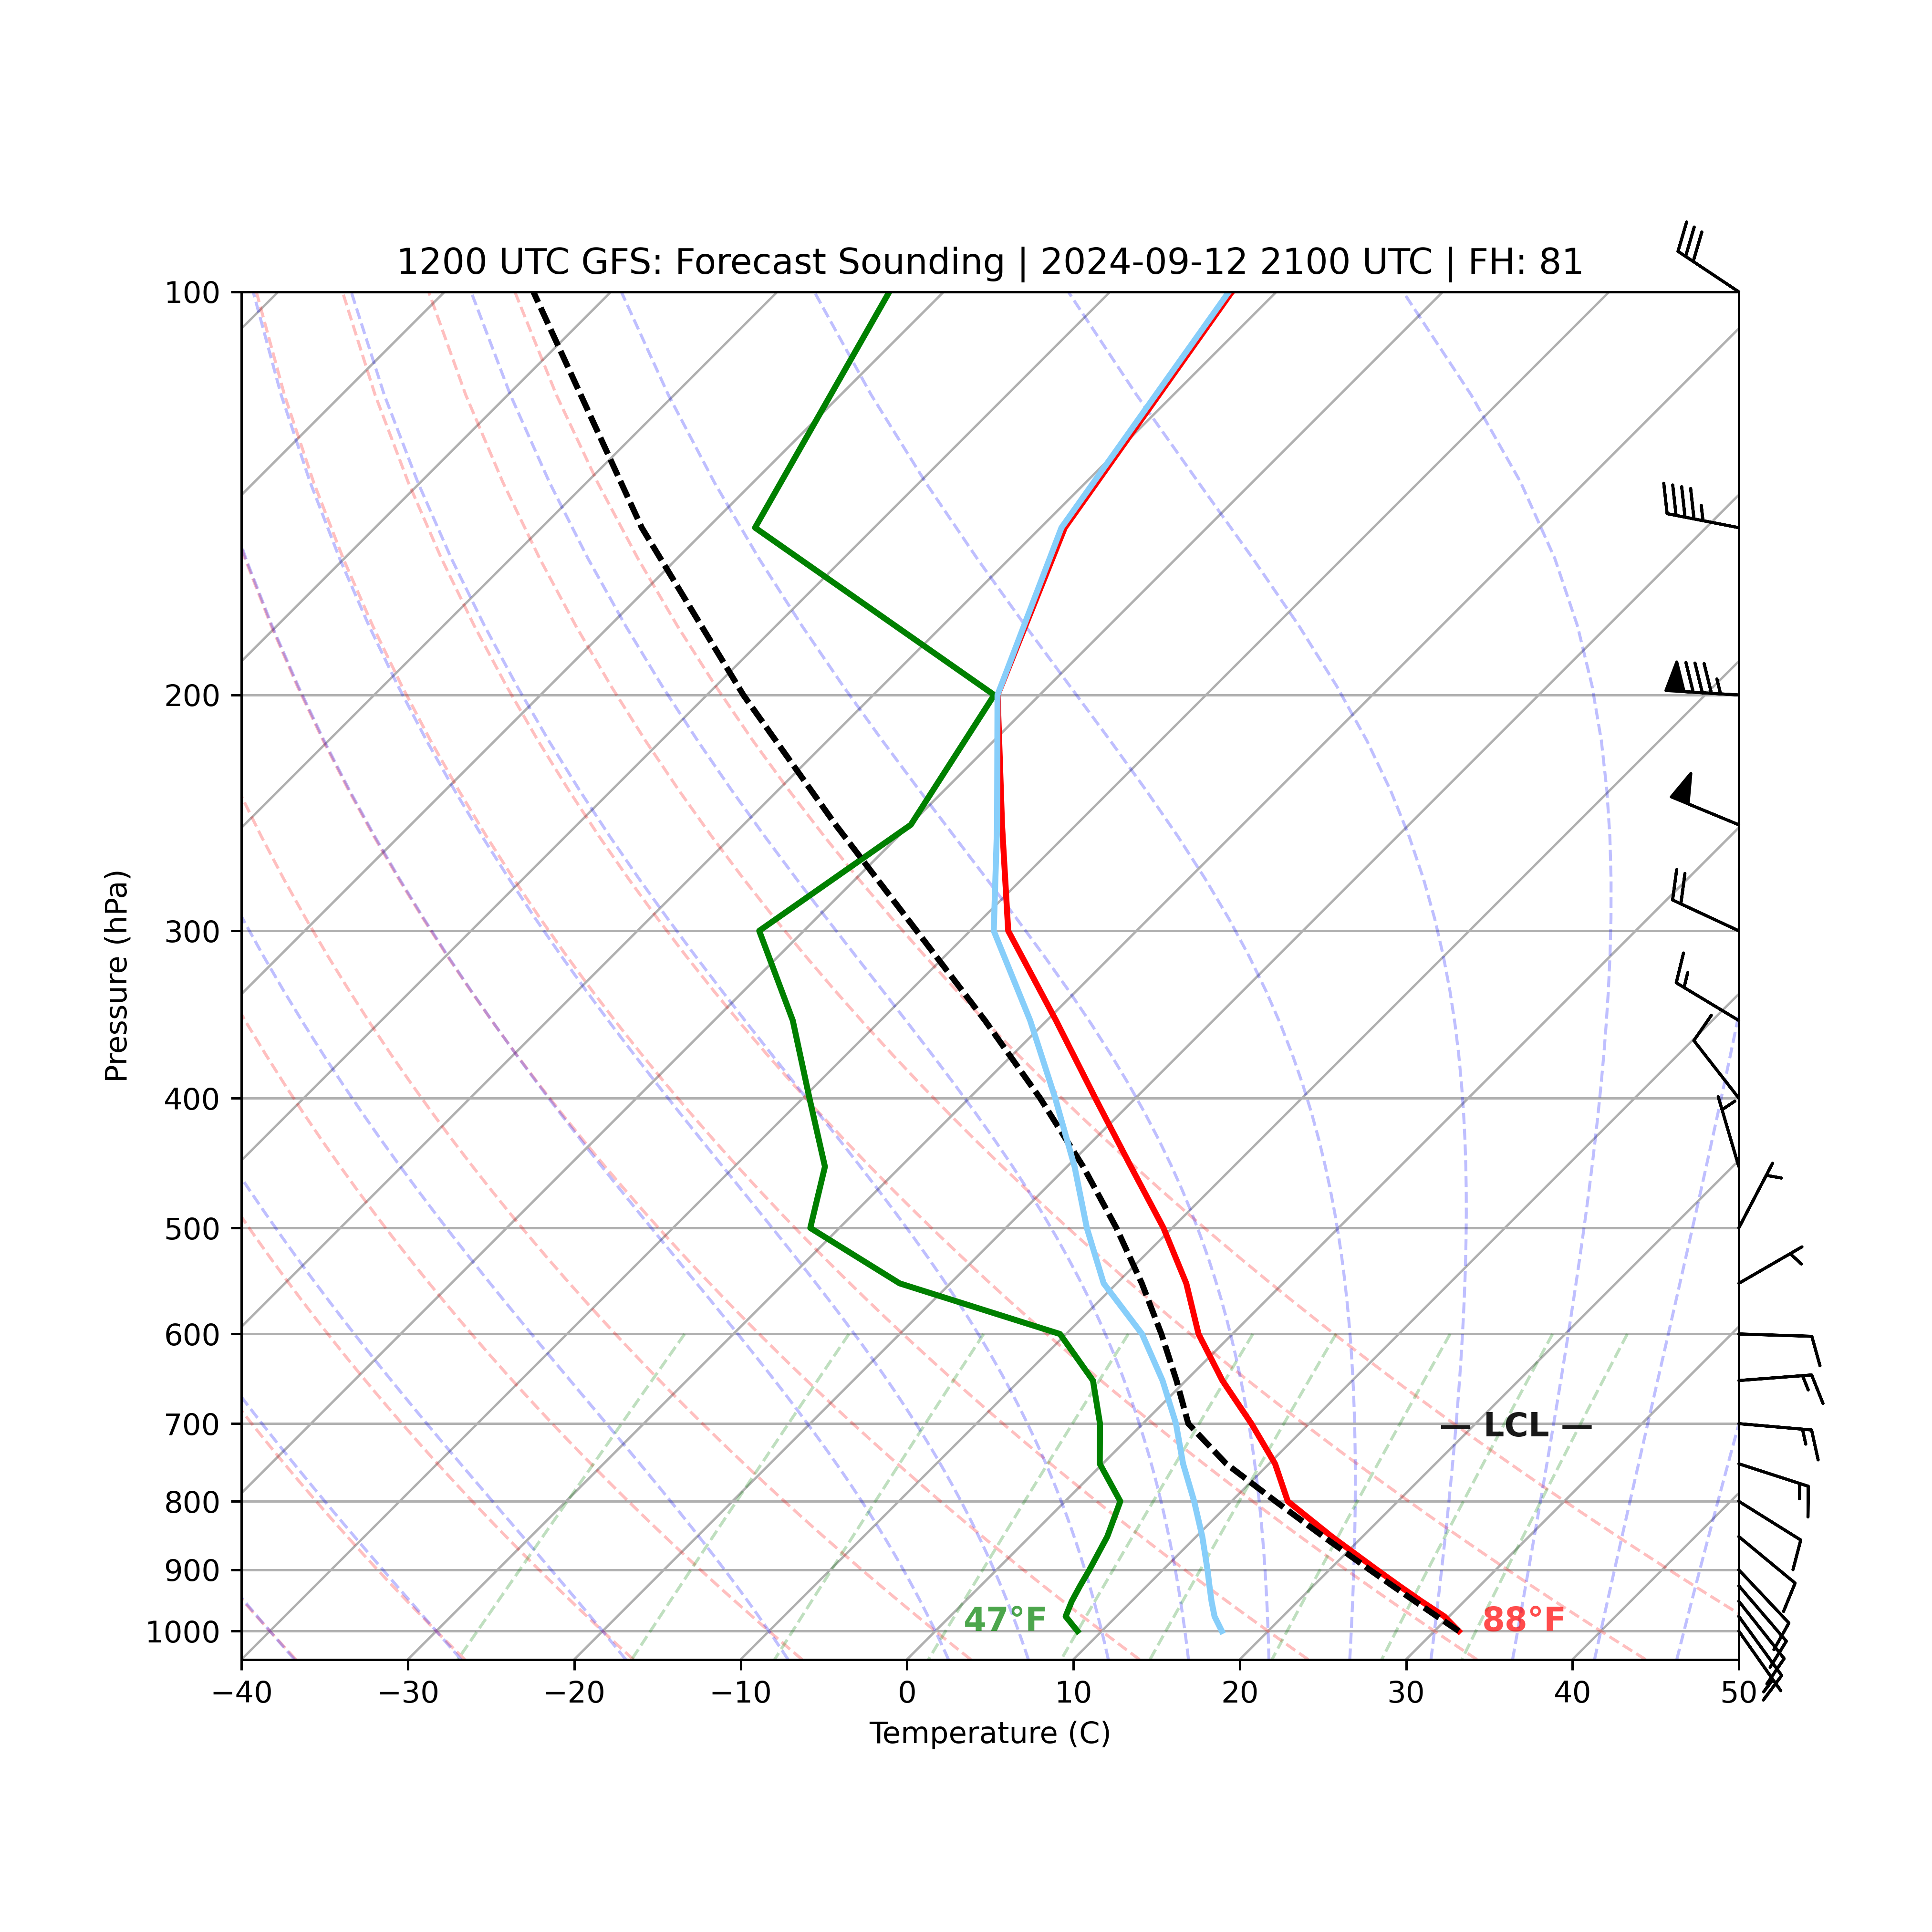 1200 UTC GFS: Forecast Sounding | 2024-09-12 2100 UTC | FH: 81
100
200
300
400
500
600
700
800
900
1000
Pressure (hPa)
— LCL —
47°F
88°F
−40 −30 −20 −10 0 10 20 30 40 50
Temperature (C)